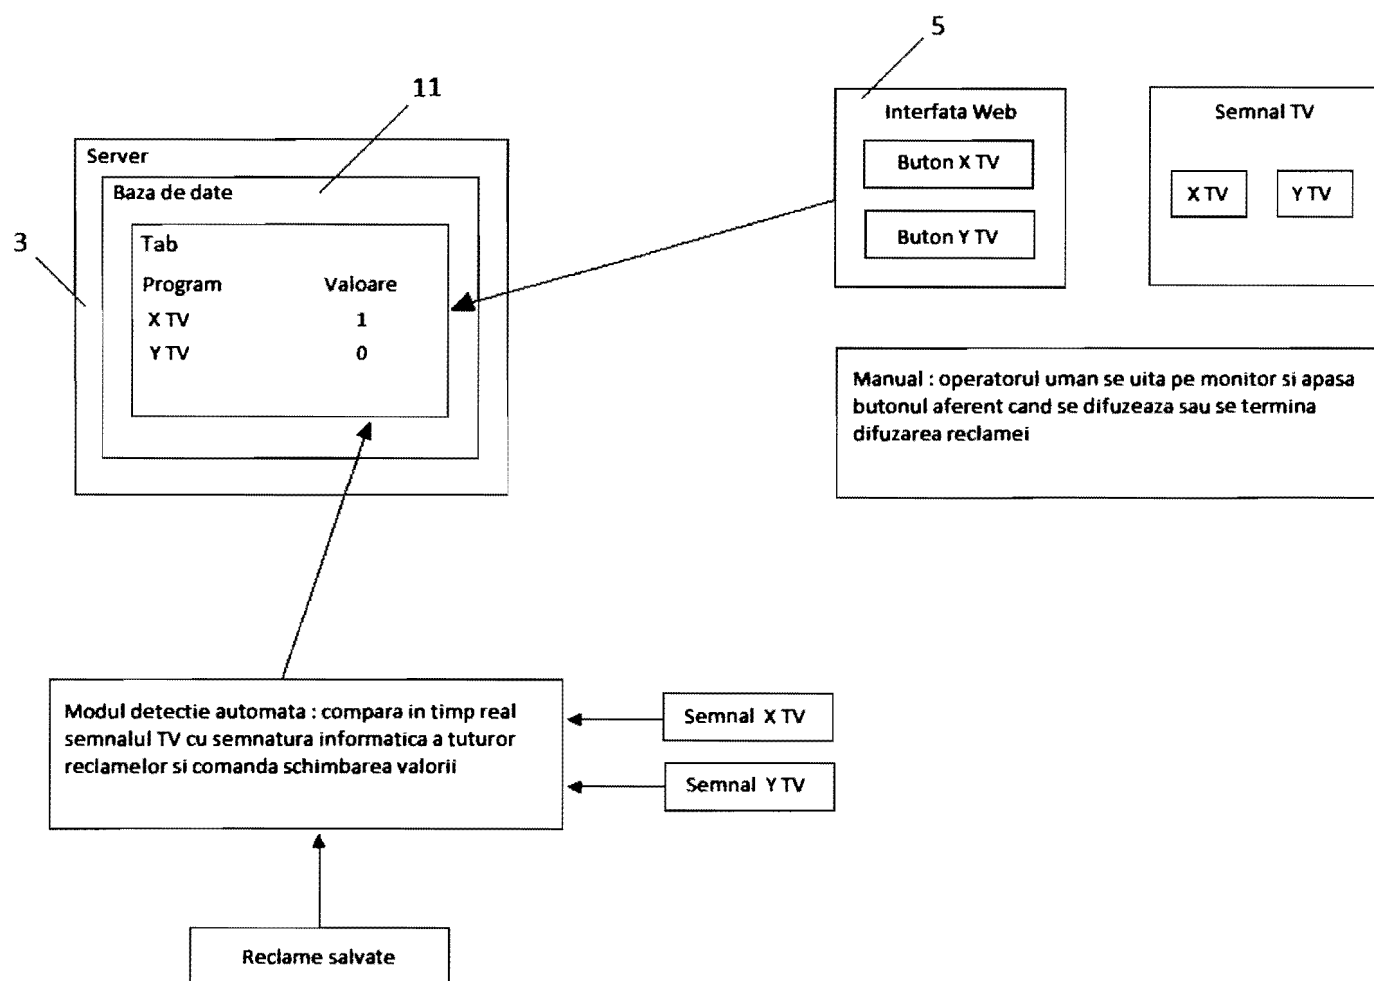 5
11
Server
Baza de date
3
Tab
Program Valoare
X TV 1
Y TV 0
Interfata Web
Buton X TV
Buton Y TV
Semnal TV
X TV Y TV
Manual : operatorul uman se uita pe monitor si apasa
butonul aferent cand se difuzeaza sau se termina
difuzarea reclamei
Modul detectie automata : compara in timp real
semnalul TV cu semnatura informatica a tuturor
reclamelor si comanda schimbarea valorii
Semnal X TV
Semnal Y TV
Reclame salvate